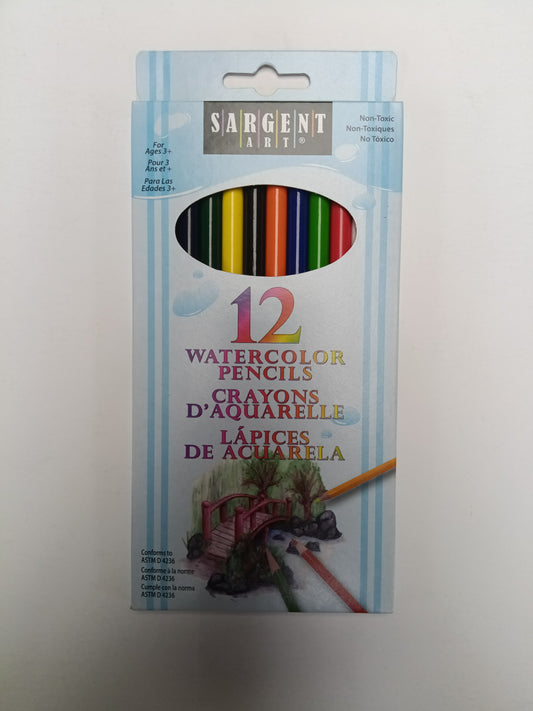 SARGENT
ART®
For
Ages 3+
Pour 3
Ans et +
Para Las
Edades 3+
Non-Toxic
Non-Toxiques
No Tóxico
12
WATERCOLOR
PENCILS
CRAYONS
D'AQUARELLE
LÁPICES
DE ACUARELA
Conforms to
ASTM D 4236
Conforme à la norme
ASTM D 4236
Cumple con la norma
ASTM D 4236